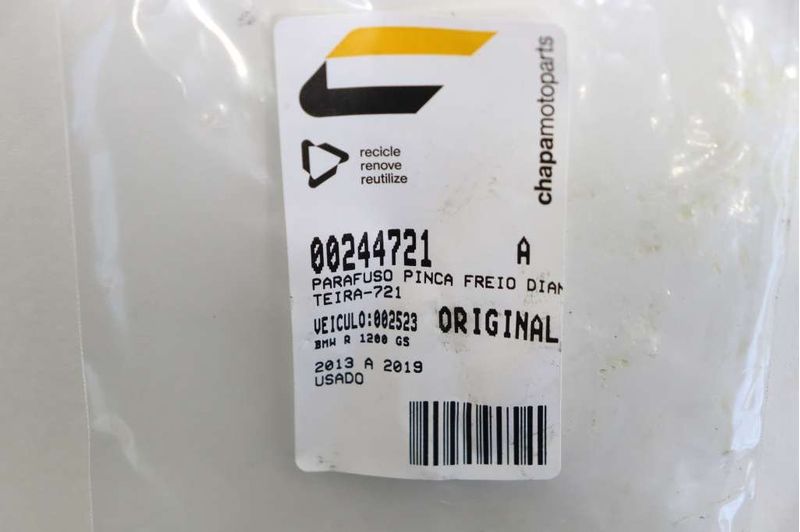 chapamotoparts
recicle
renove
reutilize
00244721 A
PARAFUSO PINCA FREIO DIAN
TEIRA-721
VEICULO:002523 ORIGINAL
BMW R 1200 GS
2013 A 2019
USADO